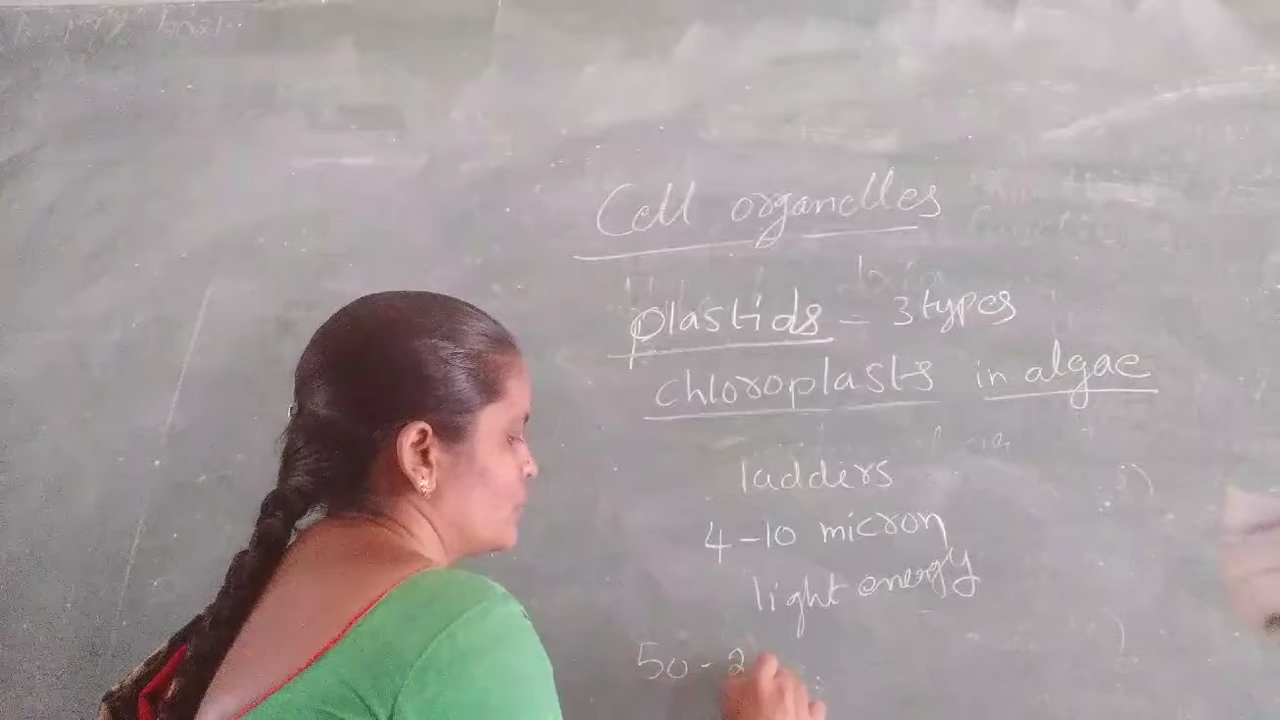 Cell organelles
plastids - 3 types
chloroplasts in algae
ladders
4-10 micron
light energy
50-2